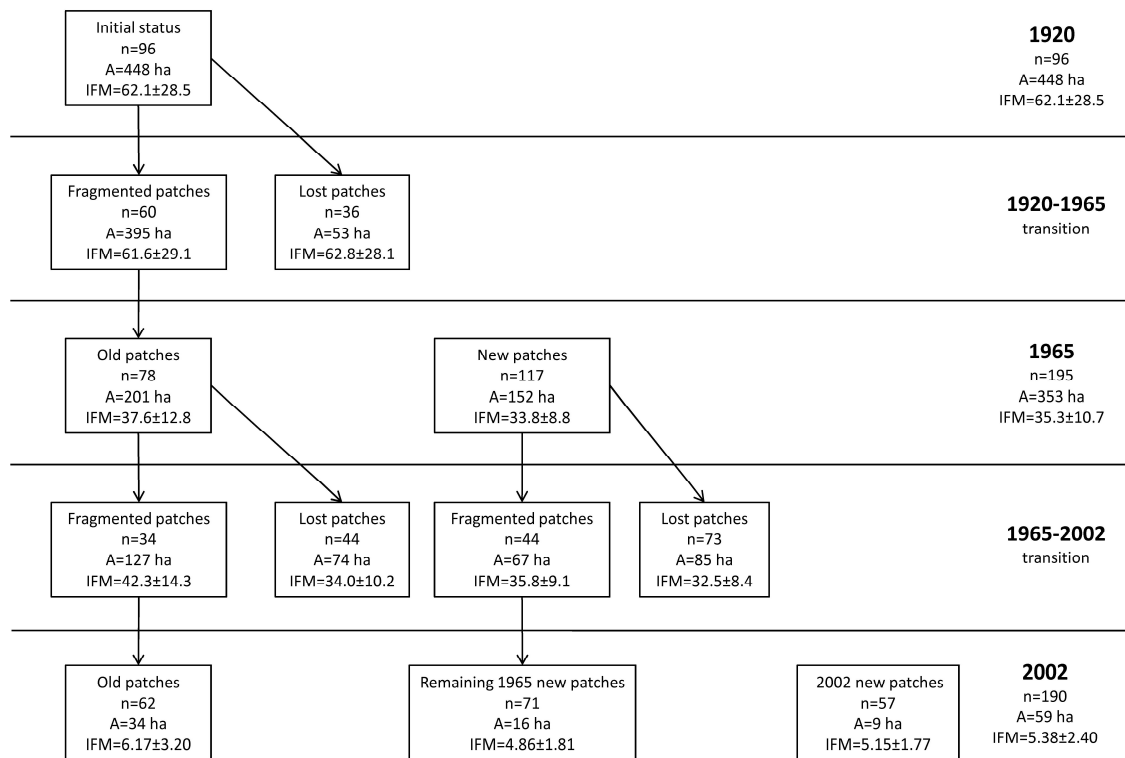 Initial status
n=96
A=448 ha
IFM=62.1±28.5
1920
n=96
A=448 ha
IFM=62.1±28.5
Fragmented patches
n=60
A=395 ha
IFM=61.6±29.1
Lost patches
n=36
A=53 ha
IFM=62.8±28.1
1920-1965
transition
Old patches
n=78
A=201 ha
IFM=37.6±12.8
New patches
n=117
A=152 ha
IFM=33.8±8.8
1965
n=195
A=353 ha
IFM=35.3±10.7
Fragmented patches
n=34
A=127 ha
IFM=42.3±14.3
Lost patches
n=44
A=74 ha
IFM=34.0±10.2
Fragmented patches
n=44
A=67 ha
IFM=35.8±9.1
Lost patches
n=73
A=85 ha
IFM=32.5±8.4
1965-2002
transition
Old patches
n=62
A=34 ha
IFM=6.17±3.20
Remaining 1965 new patches
n=71
A=16 ha
IFM=4.86±1.81
2002 new patches
n=57
A=9 ha
IFM=5.15±1.77
2002
n=190
A=59 ha
IFM=5.38±2.40